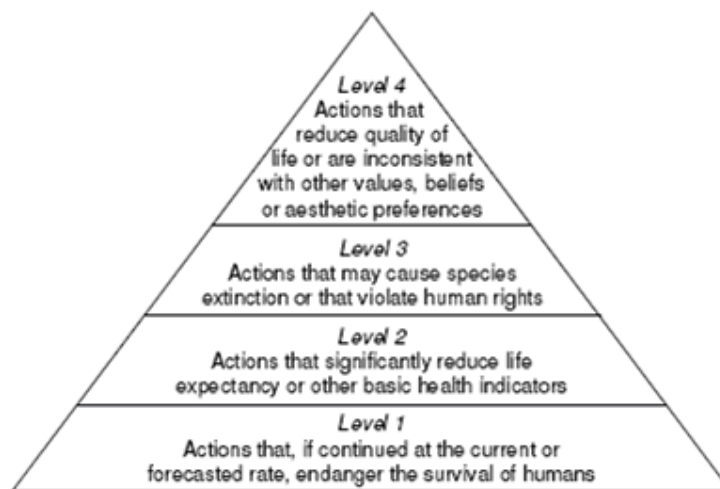 Level 4
Actions that
reduce quality of
life or are inconsistent
with other values, beliefs
or aesthetic preferences
Level 3
Actions that may cause species
extinction or that violate human rights
Level 2
Actions that significantly reduce life
expectancy or other basic health indicators
Level 1
Actions that, if continued at the current or
forecasted rate, endanger the survival of humans